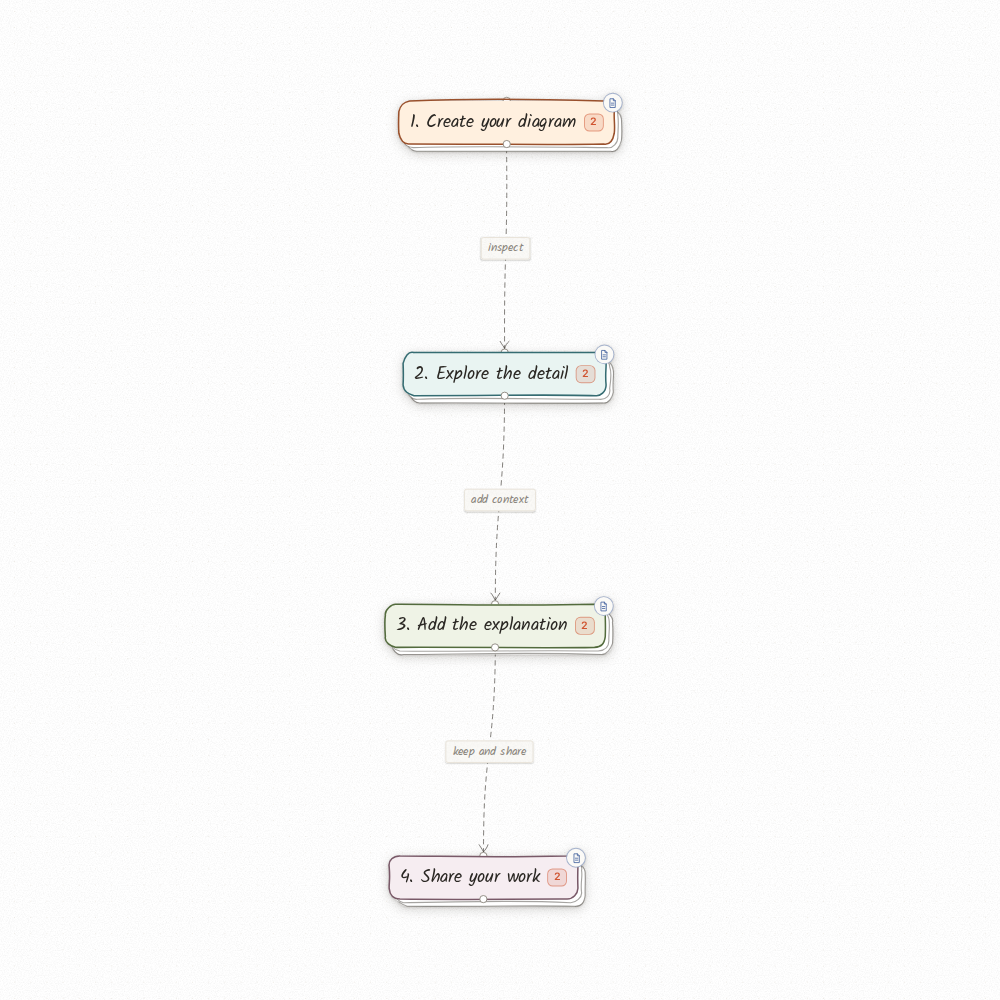 1. Create your diagram 2
inspect
2. Explore the detail 2
add context
3. Add the explanation 2
keep and share
4. Share your work 2